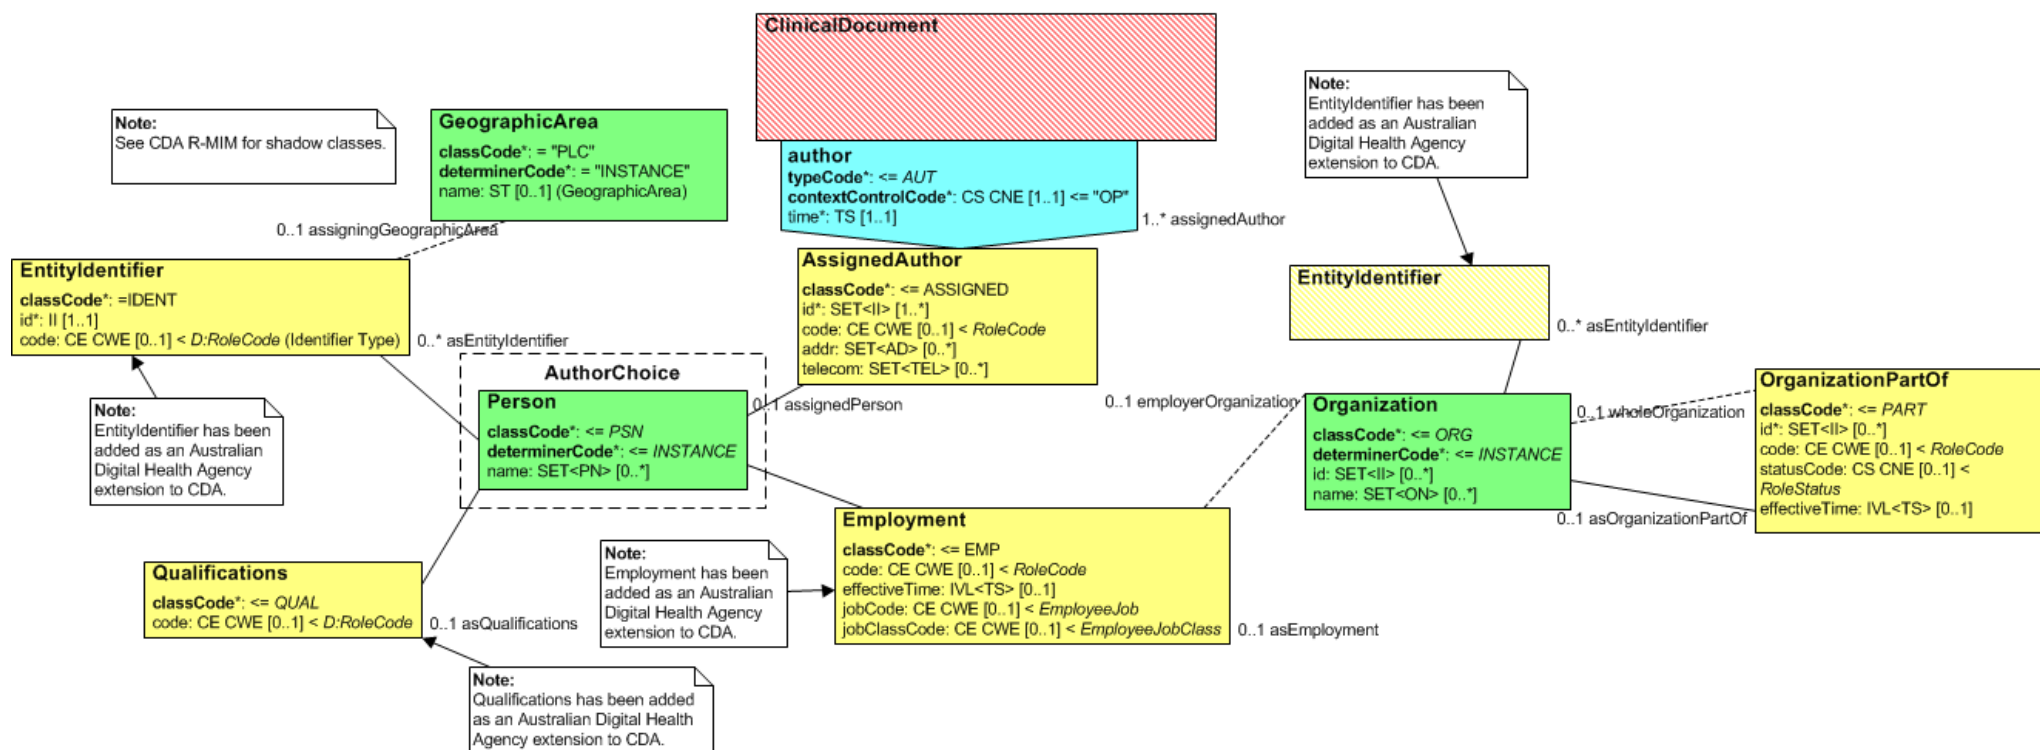 ClinicalDocument
Note:
See CDA R-MIM for shadow classes.
GeographicArea
classCode*: = "PLC"
determinerCode*: = "INSTANCE"
name: ST [0..1] (GeographicArea)
0..1 assigningGeographicArea
author
typeCode*: <= AUT
contextControlCode*: CS CNE [1..1] <= "OP"
time*: TS [1..1]
1..* assignedAuthor
Note:
EntityIdentifier has been
added as an Australian
Digital Health Agency
extension to CDA.
EntityIdentifier
classCode*: =IDENT
id*: II [1..1]
code: CE CWE [0..1] < D:RoleCode (Identifier Type)
0..* asEntityIdentifier
Note:
EntityIdentifier has been
added as an Australian
Digital Health Agency
extension to CDA.
AssignedAuthor
classCode*: <= ASSIGNED
id*: SET<II> [1..*]
code: CE CWE [0..1] < RoleCode
addr: SET<AD> [0..*]
telecom: SET<TEL> [0..*]
EntityIdentifier
0..* asEntityIdentifier
AuthorChoice
Person
classCode*: <= PSN
determinerCode*: <= INSTANCE
name: SET<PN> [0..*]
0..1 assignedPerson
0..1 employerOrganization
Organization
classCode*: <= ORG
determinerCode*: <= INSTANCE
id: SET<II> [0..*]
name: SET<ON> [0..*]
0..1 wholeOrganization
OrganizationPartOf
classCode*: <= PART
id*: SET<II> [0..*]
code: CE CWE [0..1] < RoleCode
statusCode: CS CNE [0..1] <
RoleStatus
effectiveTime: IVL<TS> [0..1]
0..1 asOrganizationPartOf
Qualifications
classCode*: <= QUAL
code: CE CWE [0..1] < D:RoleCode
0..1 asQualifications
Note:
Employment has been
added as an Australian
Digital Health Agency
extension to CDA.
Employment
classCode*: <= EMP
code: CE CWE [0..1] < RoleCode
effectiveTime: IVL<TS> [0..1]
jobCode: CE CWE [0..1] < EmployeeJob
jobClassCode: CE CWE [0..1] < EmployeeJobClass
0..1 asEmployment
Note:
Qualifications has been added
as an Australian Digital Health
Agency extension to CDA.